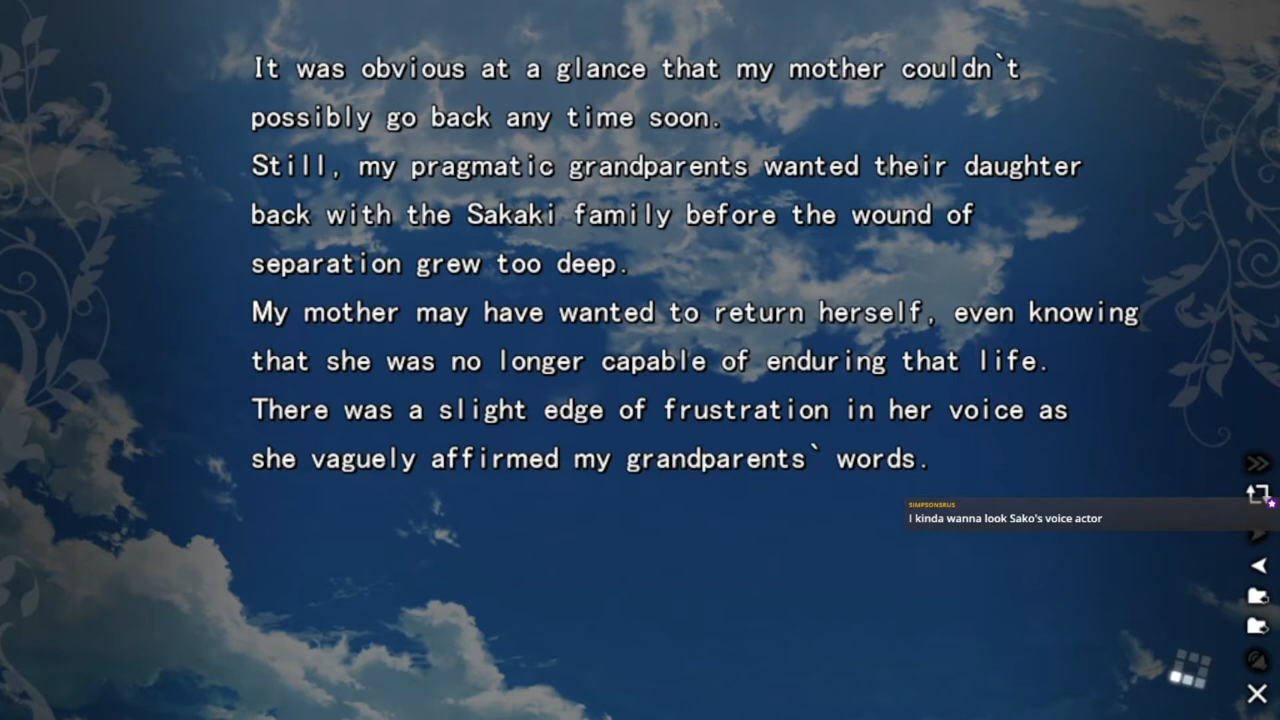 It was obvious at a glance that my mother couldn`t
possibly go back any time soon.
Still, my pragmatic grandparents wanted their daughter
back with the Sakaki family before the wound of
separation grew too deep.
My mother may have wanted to return herself, even knowing
that she was no longer capable of enduring that life.
There was a slight edge of frustration in her voice as
she vaguely affirmed my grandparents` words.
SIMPSONSRUS
I kinda wanna look Sako's voice actor